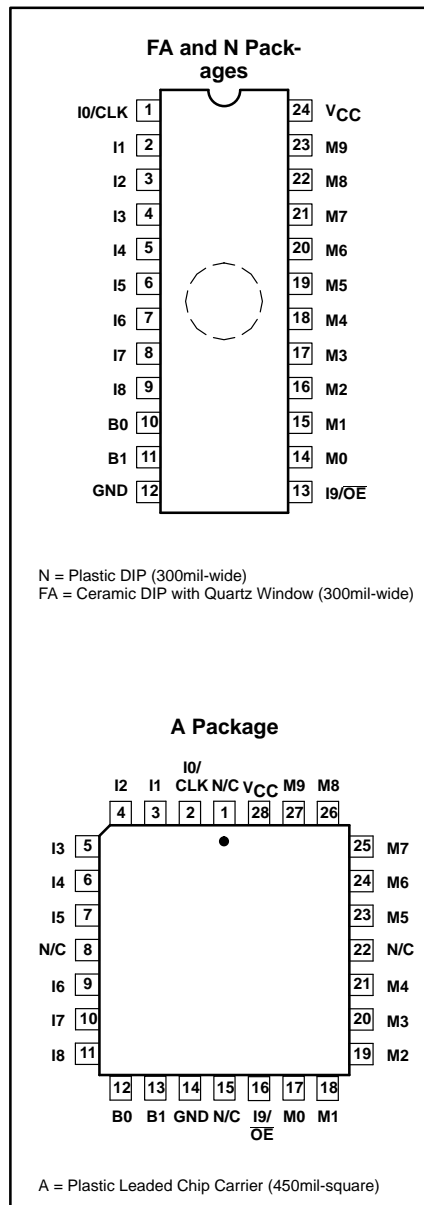 FA and N Pack-
ages
I0/CLK 1 24 VCC
I1 2 23 M9
I2 3 22 M8
I3 4 21 M7
I4 5 20 M6
I5 6 19 M5
I6 7 18 M4
I7 8 17 M3
I8 9 16 M2
B0 10 15 M1
B1 11 14 M0
GND 12 13 I9/O̅E̅
N = Plastic DIP (300mil-wide)
FA = Ceramic DIP with Quartz Window (300mil-wide)
A Package
I2 I1 I0/CLK N/C VCC M9 M8
4 3 2 1 28 27 26
I3 5 25 M7
I4 6 24 M6
I5 7 23 M5
N/C 8 22 N/C
I6 9 21 M4
I7 10 20 M3
I8 11 19 M2
12 13 14 15 16 17 18
B0 B1 GND N/C I9/O̅E̅ M0 M1
A = Plastic Leaded Chip Carrier (450mil-square)